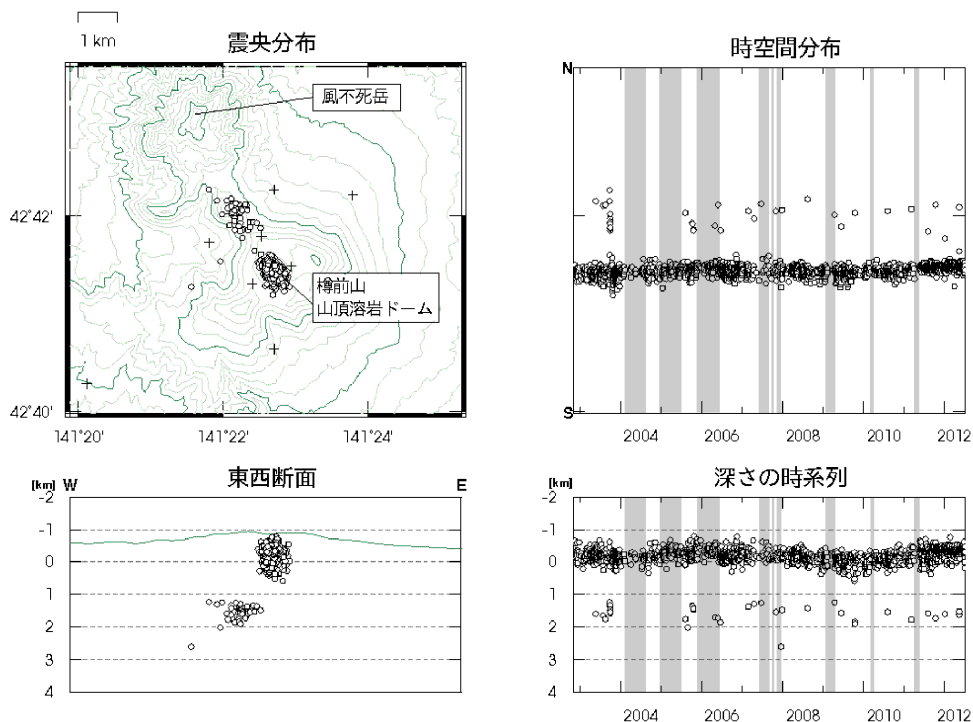 1 km
震央分布
風不死岳
樽前山
山頂溶岩ドーム
42°42'
42°40'
141°20'
141°22'
141°24'
時空間分布
N
S
2004
2006
2008
2010
2012
東西断面
[km]
W
E
-2
-1
0
1
2
3
4
深さの時系列
[km]
-2
-1
0
1
2
3
4
2004
2006
2008
2010
2012